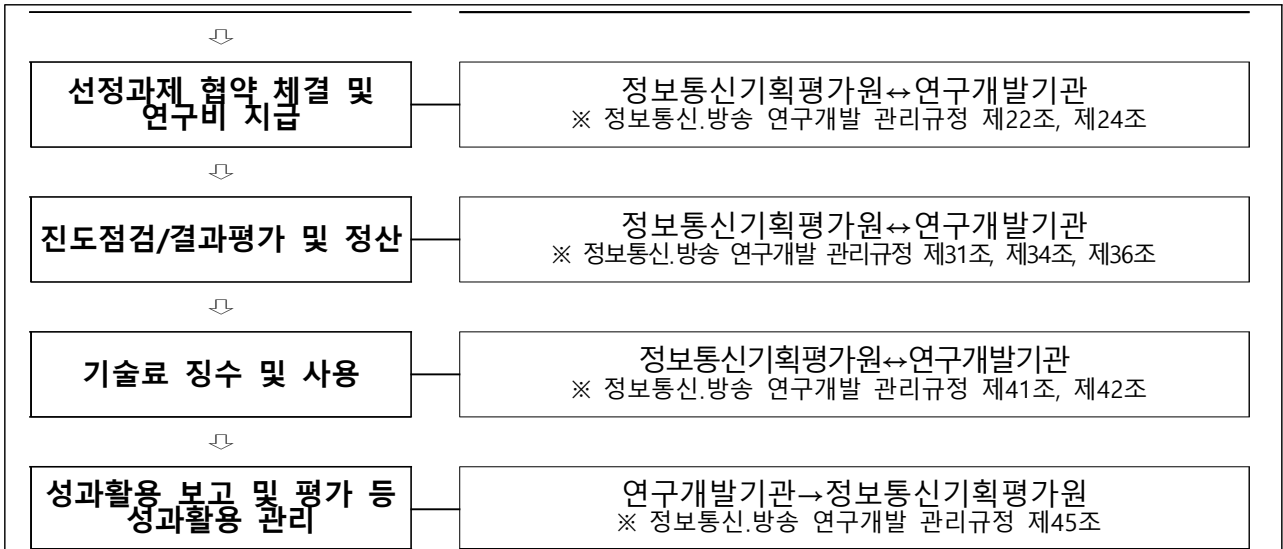 선정과제 협약 체결 및
연구비 지급
정보통신기획평가원↔연구개발기관
※ 정보통신.방송 연구개발 관리규정 제22조, 제24조
진도점검/결과평가 및 정산
정보통신기획평가원↔연구개발기관
※ 정보통신.방송 연구개발 관리규정 제31조, 제34조, 제36조
기술료 징수 및 사용
정보통신기획평가원↔연구개발기관
※ 정보통신.방송 연구개발 관리규정 제41조, 제42조
성과활용 보고 및 평가 등
성과활용 관리
연구개발기관→정보통신기획평가원
※ 정보통신.방송 연구개발 관리규정 제45조